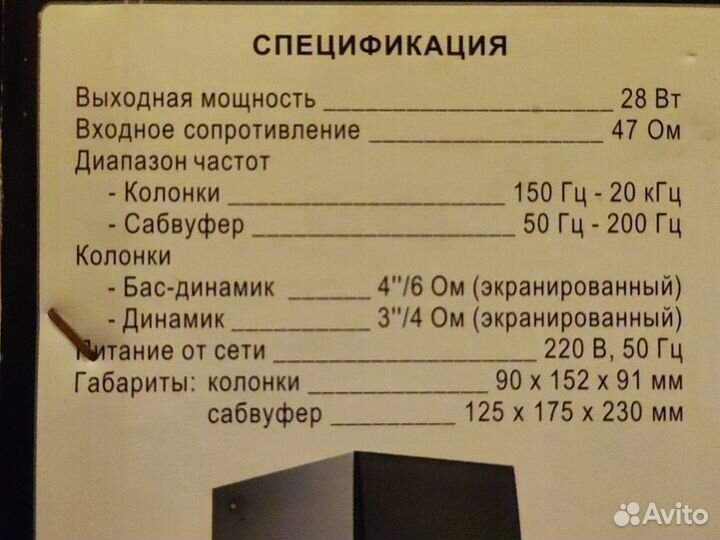 СПЕЦИФИКАЦИЯ
Выходная мощность 28 Вт
Входное сопротивление 47 Ом
Диапазон частот
- Колонки 150 Гц - 20 кГц
- Сабвуфер 50 Гц - 200 Гц
Колонки
- Бас-динамик 4"/6 Ом (экранированный)
- Динамик 3"/4 Ом (экранированный)
Питание от сети 220 В, 50 Гц
Габариты: колонки 90 x 152 x 91 мм
сабвуфер 125 x 175 x 230 мм
Avito